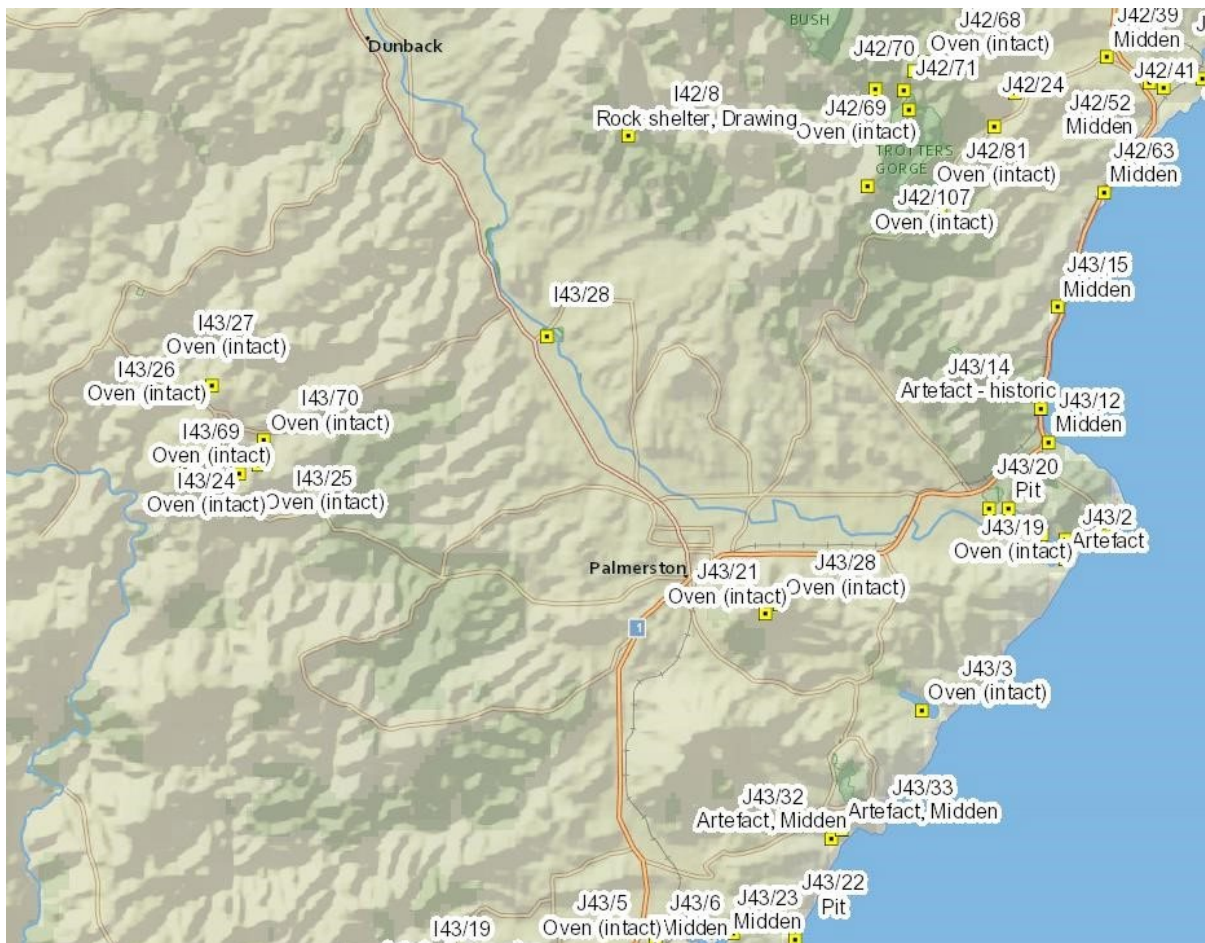 BUSH
J42/68
Oven (intact)
J42/39
Midden
Dunback
J42/70
J42/71
J42/41
I42/8
Rock shelter, Drawing
J42/69
Oven (intact)
J42/24
J42/52
Midden
TROTTERS
GORGE
J42/81
Oven (intact)
J42/63
Midden
J42/107
Oven (intact)
J43/15
Midden
I43/28
I43/27
Oven (intact)
I43/26
Oven (intact)
I43/70
Oven (intact)
J43/14
Artefact - historic
J43/12
Midden
I43/69
Oven (intact)
I43/24
Oven (intact)
I43/25
Oven (intact)
J43/20
Pit
J43/19
Oven (intact)
J43/2
Artefact
Palmerston
J43/21
Oven (intact)
J43/28
Oven (intact)
1
J43/3
Oven (intact)
J43/32
Artefact, Midden
J43/33
Artefact, Midden
J43/5
Oven (intact)
J43/6
Midden
J43/23
Midden
J43/22
Pit
I43/19